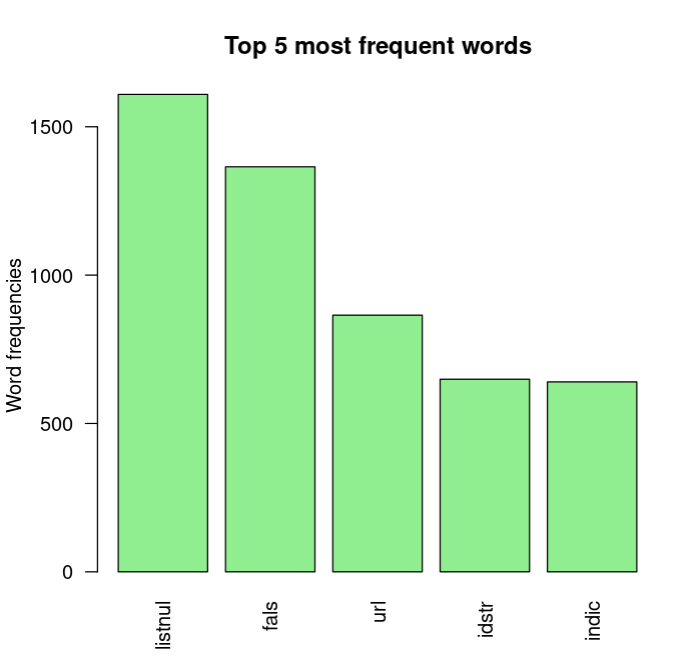 Top 5 most frequent words
Word frequencies
1500
1000
500
0
listnul
fals
url
idstr
indic